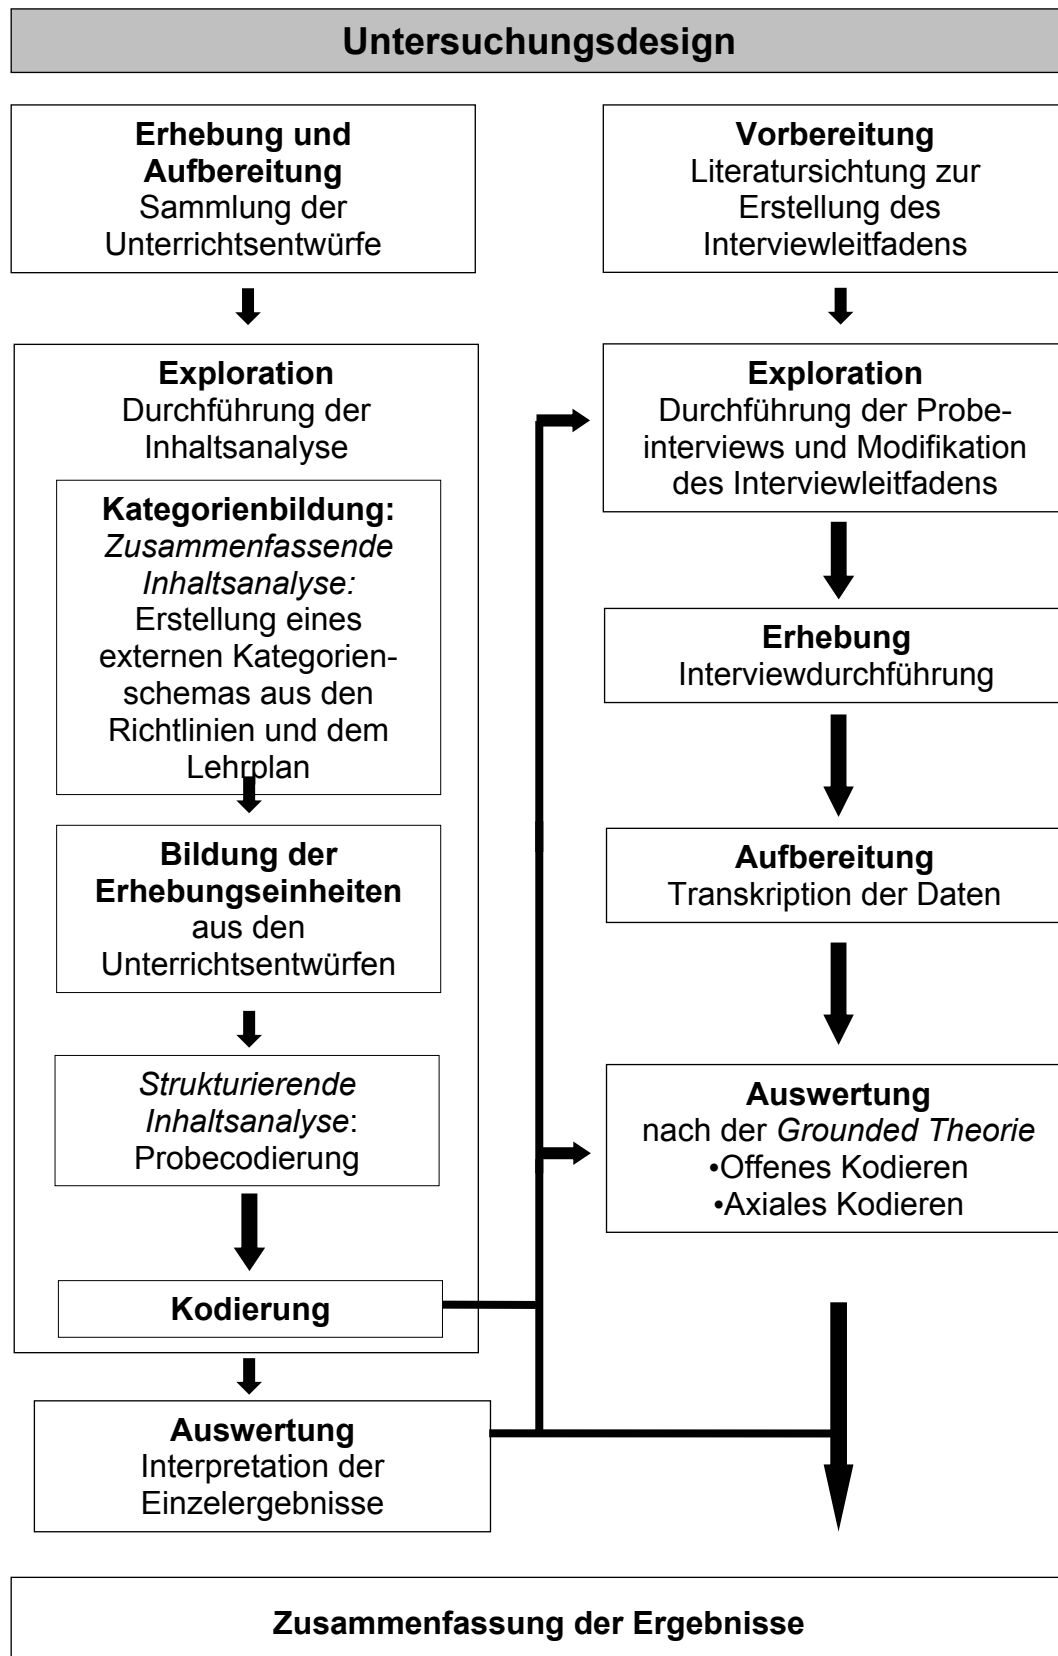 Untersuchungsdesign
Erhebung und
Aufbereitung
Sammlung der
Unterrichtsentwürfe
Exploration
Durchführung der
Inhaltsanalyse
Kategorienbildung:
Zusammenfassende
Inhaltsanalyse:
Erstellung eines
externen Kategorien-
schemas aus den
Richtlinien und dem
Lehrplan
Bildung der
Erhebungseinheiten
aus den
Unterrichtsentwürfen
Strukturierende
Inhaltsanalyse:
Probecodierung
Kodierung
Auswertung
Interpretation der
Einzelergebnisse
Vorbereitung
Literatursichtung zur
Erstellung des
Interviewleitfadens
Exploration
Durchführung der Probe-
interviews und Modifikation
des Interviewleitfadens
Erhebung
Interviewdurchführung
Aufbereitung
Transkription der Daten
Auswertung
nach der Grounded Theorie
•Offenes Kodieren
•Axiales Kodieren
Zusammenfassung der Ergebnisse